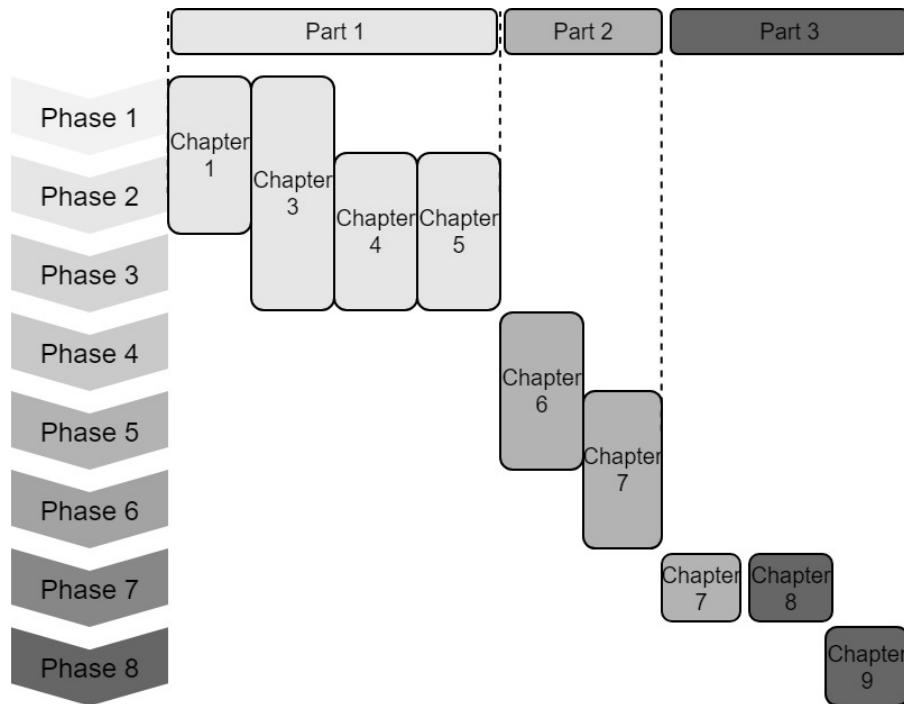 Part 1
Part 2
Part 3
Phase 1
Phase 2
Phase 3
Phase 4
Phase 5
Phase 6
Phase 7
Phase 8
Chapter
1
Chapter
3
Chapter
4
Chapter
5
Chapter
6
Chapter
7
Chapter
7
Chapter
8
Chapter
9